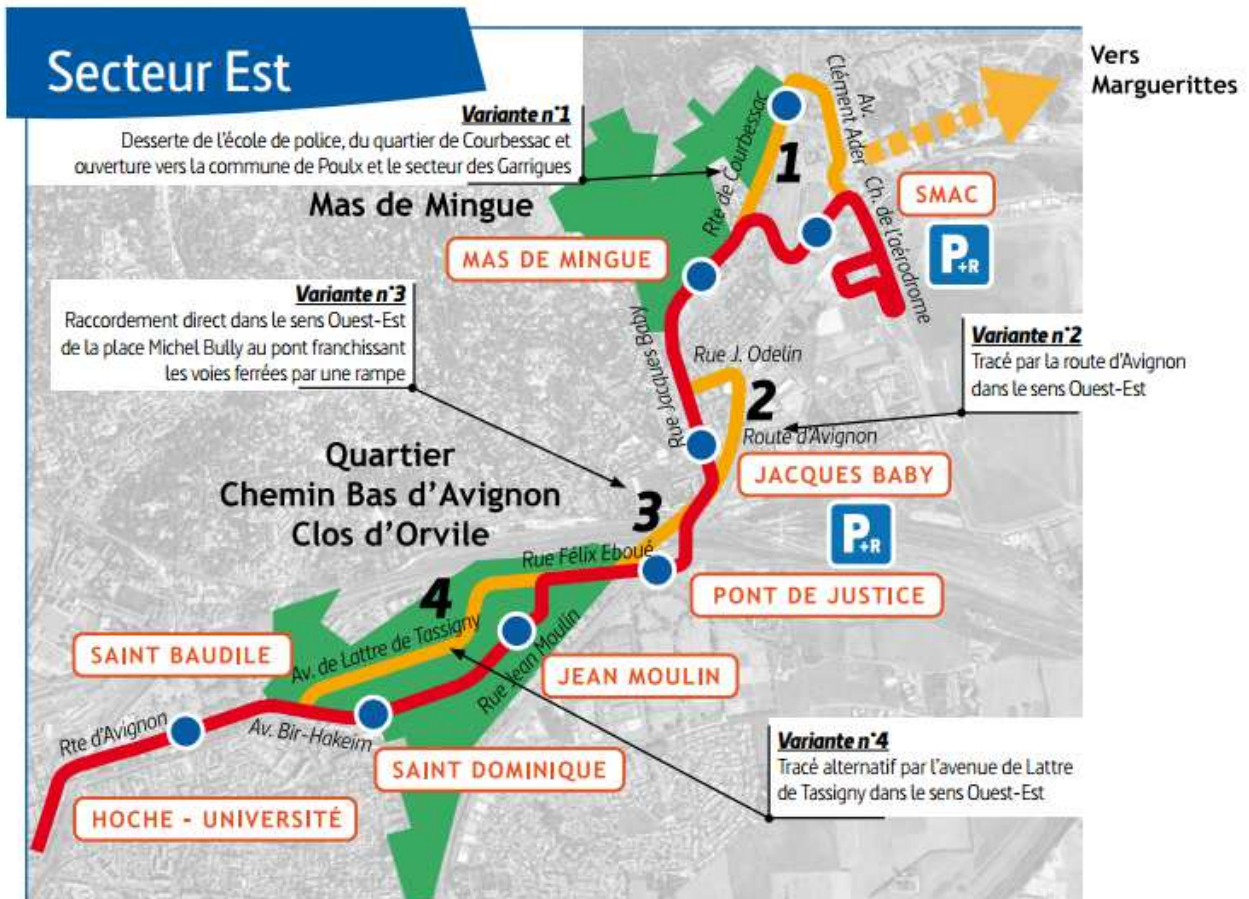 Secteur Est
Vers
Marguerittes
Variante n°1
Desserte de l'école de police, du quartier de Courbessac et
ouverture vers la commune de Poulx et le secteur des Garrigues
Rte de Courbessac
1
Av.
Clément Ader
Mas de Mingue
SMAC
P+R
Ch. de l'aérodrome
MAS DE MINGUE
Variante n°3
Raccordement direct dans le sens Ouest-Est
de la place Michel Bully au pont franchissant
les voies ferrées par une rampe
Rue Jacques Baby
Rue J. Odelin
Variante n°2
Tracé par la route d'Avignon
dans le sens Ouest-Est
2
Route d'Avignon
Quartier
Chemin Bas d'Avignon
Clos d'Orvile
JACQUES BABY
P+R
3
Rue Félix Eboué
PONT DE JUSTICE
4
Av. de Lattre de Tassigny
SAINT BAUDILE
Rue Jean Moulin
JEAN MOULIN
Rte d'Avignon
Av. Bir-Hakeim
SAINT DOMINIQUE
Variante n°4
Tracé alternatif par l'avenue de Lattre
de Tassigny dans le sens Ouest-Est
HOCHE - UNIVERSITÉ